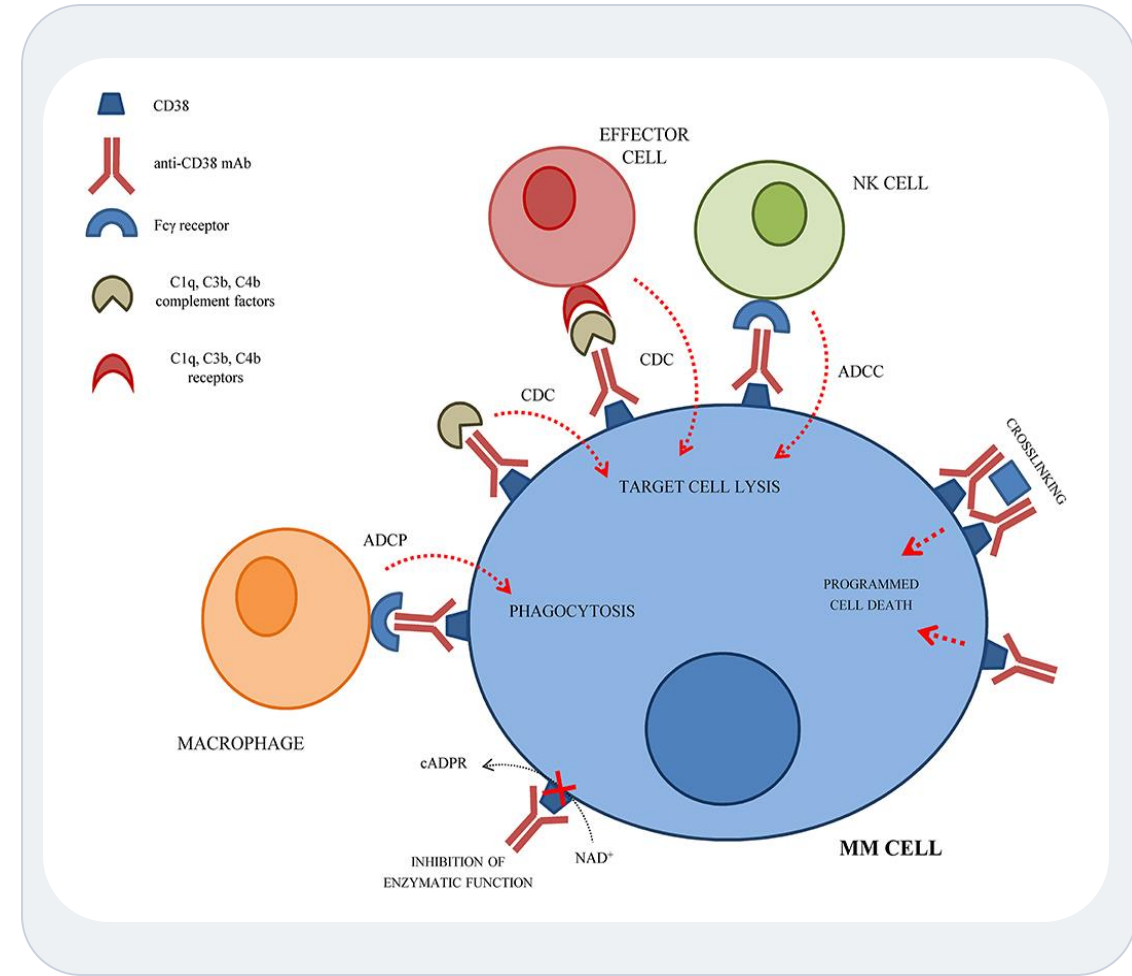 CD38
anti-CD38 mAb
Fcγ receptor
C1q, C3b, C4b
complement factors
C1q, C3b, C4b
receptors
EFFECTOR
CELL
NK CELL
CDC
CDC
ADCC
CROSSLINKING
TARGET CELL LYSIS
ADCP
PHAGOCYTOSIS
PROGRAMMED
CELL DEATH
MACROPHAGE
cADPR
NAD⁺
INHIBITION OF
ENZYMATIC FUNCTION
MM CELL